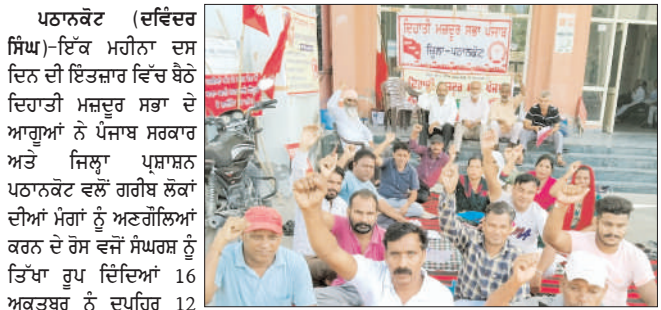 ਪਠਾਨਕੋਟ (ਦਵਿੰਦਰ
ਸਿੰਘ)-ਇੱਕ ਮਹੀਨਾ ਦਸ
ਦਿਨ ਦੀ ਇੰਤਜ਼ਾਰ ਵਿੱਚ ਬੈਠੇ
ਦਿਹਾਤੀ ਮਜ਼ਦੂਰ ਸਭਾ ਦੇ
ਆਗੂਆਂ ਨੇ ਪੰਜਾਬ ਸਰਕਾਰ
ਅਤੇ ਜਿਲ੍ਹਾ ਪ੍ਰਸ਼ਾਸ਼ਨ
ਪਠਾਨਕੋਟ ਵਲੋਂ ਗਰੀਬ ਲੋਕਾਂ
ਦੀਆਂ ਮੰਗਾਂ ਨੂੰ ਅਣਗੌਲਿਆਂ
ਕਰਨ ਦੇ ਰੋਸ ਵਜੋਂ ਸੰਘਰਸ਼ ਨੂੰ
ਤਿੱਖਾ ਰੂਪ ਦਿੰਦਿਆਂ 16
ਅਕਤੂਬਰ ਨੂੰ ਦੁਪਹਿਰ 12
ਦਿਹਾਤੀ ਮਜ਼ਦੂਰ ਸਭਾ ਪੰਜਾਬ
ਜ਼ਿਲ੍ਹਾ-ਪਠਾਨਕੋਟ